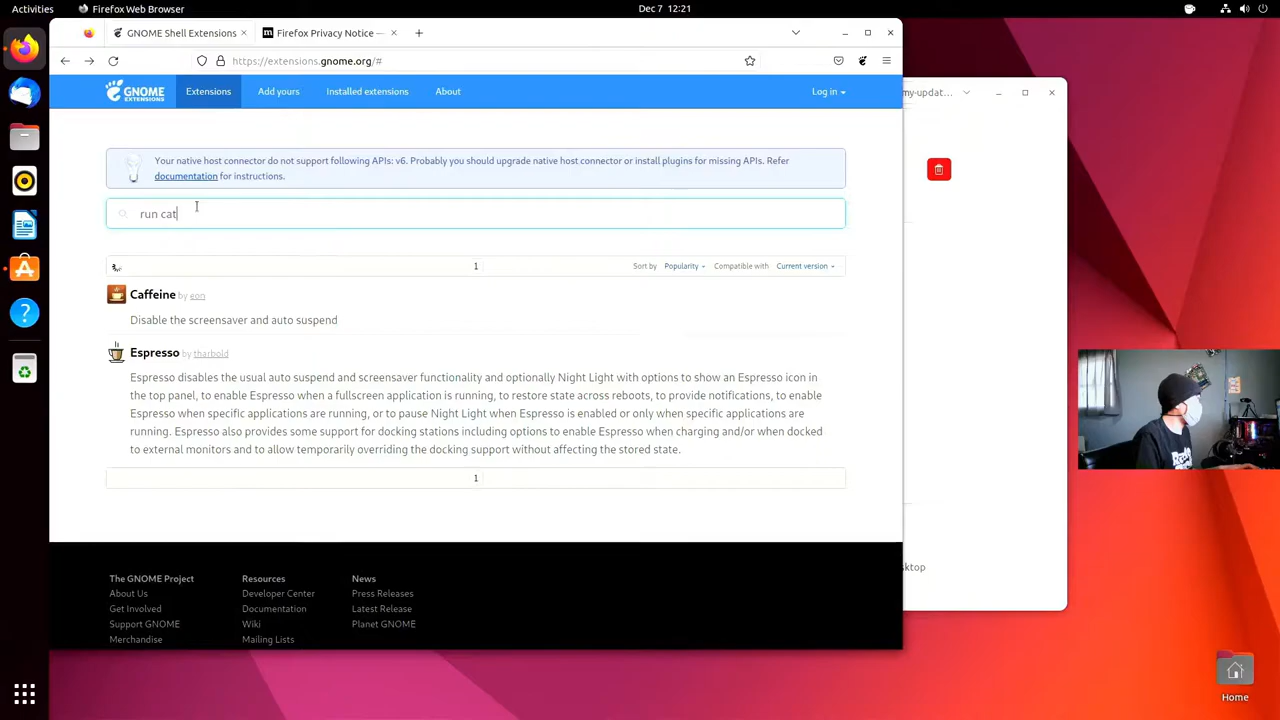 Activities
Firefox Web Browser
Dec 7 12:21
GNOME Shell Extensions
Firefox Privacy Notice
https://extensions.gnome.org/#
GNOME
EXTENSIONS
Extensions
Add yours
Installed extensions
About
Log in
my-updat...
Your native host connector do not support following APIs: v6. Probably you should upgrade native host connector or install plugins for missing APIs. Refer
documentation for instructions.
run cat
1
Sort by
Popularity
Compatible with
Current version
Caffeine by eon
Disable the screensaver and auto suspend
Espresso by tharbold
Espresso disables the usual auto suspend and screensaver functionality and optionally Night Light with options to show an Espresso icon in
the top panel, to enable Espresso when a fullscreen application is running, to restore state across reboots, to provide notifications, to enable
Espresso when specific applications are running, or to pause Night Light when Espresso is enabled or only when specific applications are
running. Espresso also provides some support for docking stations including options to enable Espresso when charging and/or when docked
to external monitors and to allow temporarily overriding the docking support without affecting the stored state.
1
The GNOME Project
About Us
Get Involved
Support GNOME
Merchandise
Resources
Developer Center
Documentation
Wiki
Mailing Lists
News
Press Releases
Latest Release
Planet GNOME
sktop
Home